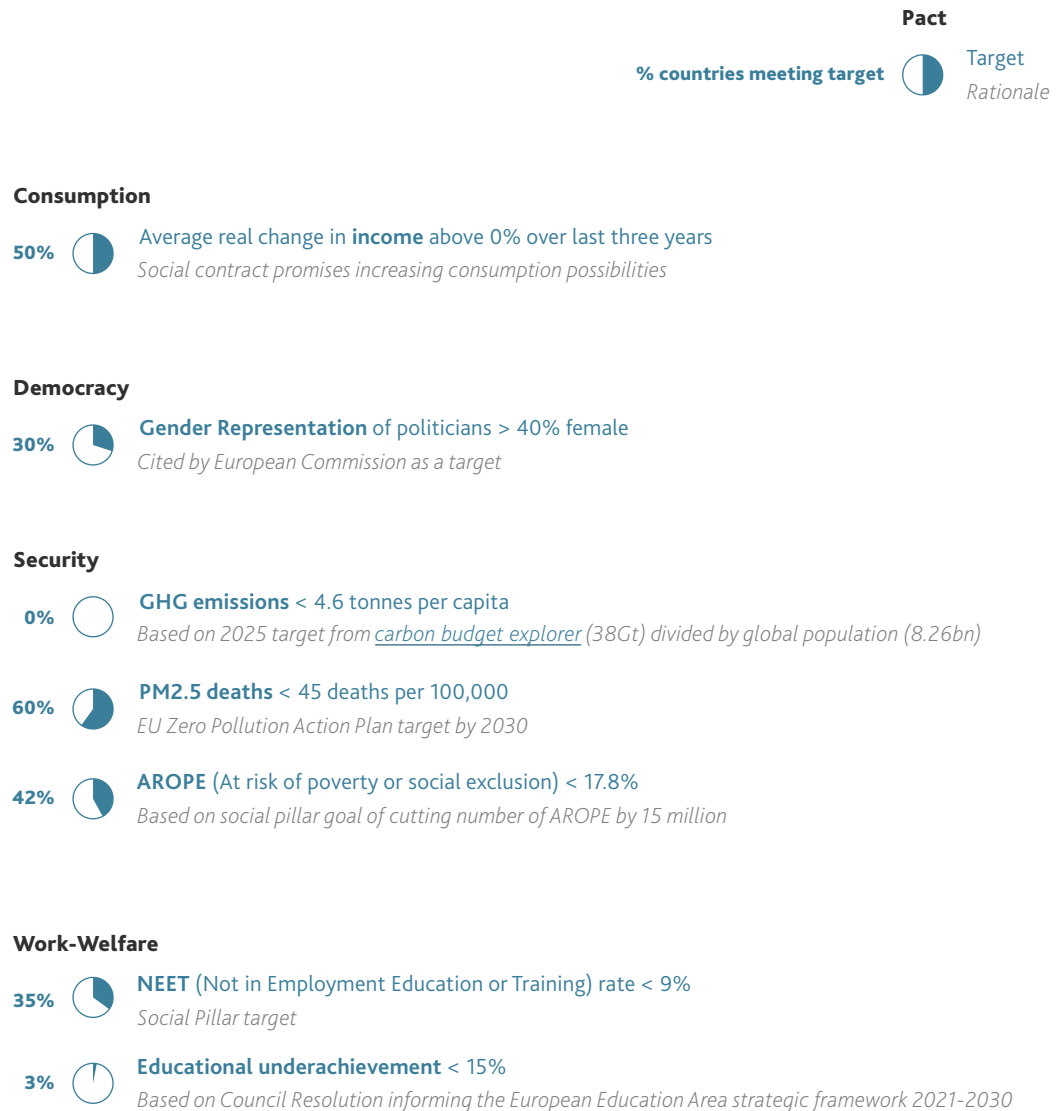 Pact
% countries meeting target
Target
Rationale
Consumption
50%
Average real change in income above 0% over last three years
Social contract promises increasing consumption possibilities
Democracy
30%
Gender Representation of politicians > 40% female
Cited by European Commission as a target
Security
0%
GHG emissions < 4.6 tonnes per capita
Based on 2025 target from carbon budget explorer (38Gt) divided by global population (8.26bn)
60%
PM2.5 deaths < 45 deaths per 100,000
EU Zero Pollution Action Plan target by 2030
42%
AROPE (At risk of poverty or social exclusion) < 17.8%
Based on social pillar goal of cutting number of AROPE by 15 million
Work-Welfare
35%
NEET (Not in Employment Education or Training) rate < 9%
Social Pillar target
3%
Educational underachievement < 15%
Based on Council Resolution informing the European Education Area strategic framework 2021-2030